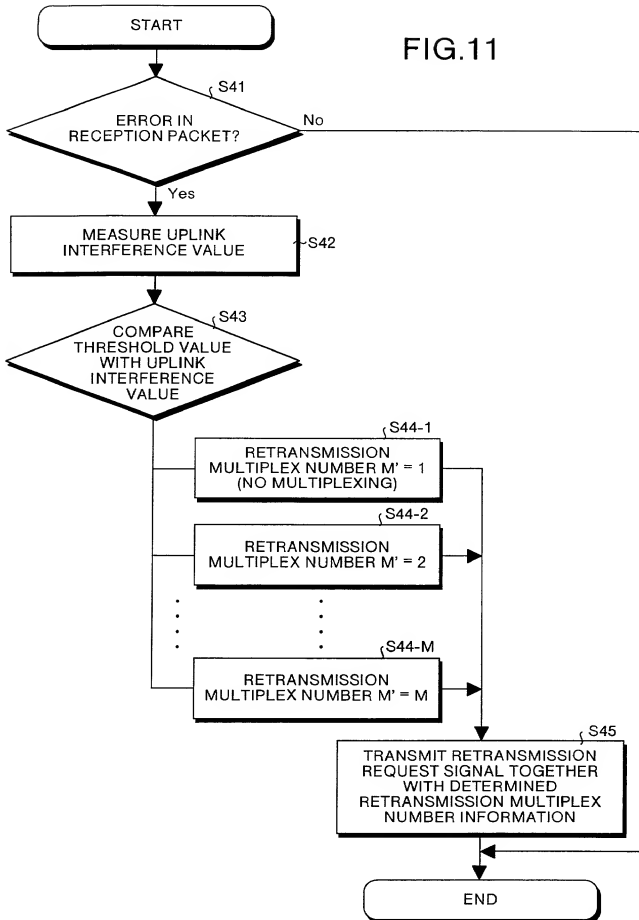 START
FIG.11
S41
ERROR IN
RECEPTION PACKET?
No
Yes
MEASURE UPLINK
INTERFERENCE VALUE
S42
S43
COMPARE
THRESHOLD VALUE
WITH UPLINK
INTERFERENCE
VALUE
S44-1
RETRANSMISSION
MULTIPLEX NUMBER M' = 1
(NO MULTIPLEXING)
S44-2
RETRANSMISSION
MULTIPLEX NUMBER M' = 2
S44-M
RETRANSMISSION
MULTIPLEX NUMBER M' = M
S45
TRANSMIT RETRANSMISSION
REQUEST SIGNAL TOGETHER
WITH DETERMINED
RETRANSMISSION MULTIPLEX
NUMBER INFORMATION
END